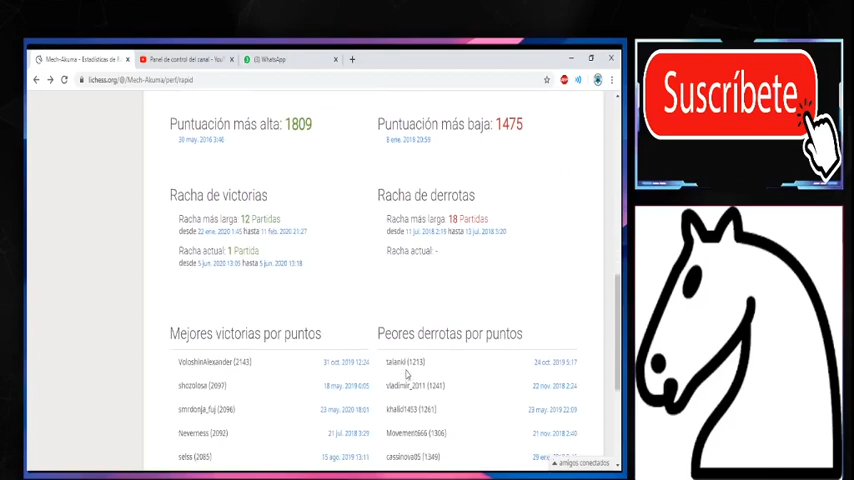 Mech-Akuma - Estadísticas de R
Panel de control del canal - You
(3) WhatsApp
lichess.org/@/Mech-Akuma/perf/rapid
Puntuación más alta: 1809
30 may. 2016 3:46
Puntuación más baja: 1475
8 ene. 2018 23:59
Racha de victorias
Racha más larga: 12 Partidas
desde 22 ene. 2020 1:45 hasta 11 feb. 2020 21:27
Racha actual: 1 Partida
desde 5 jun. 2020 13:09 hasta 5 jun. 2020 13:18
Racha de derrotas
Racha más larga: 18 Partidas
desde 11 jul. 2018 2:19 hasta 13 jul. 2018 5:20
Racha actual: -
Mejores victorias por puntos
VoloshinAlexander (2143) 31 oct. 2019 12:24
shozolosa (2097) 18 may. 2019 0:05
smrdonja_fuj (2096) 23 may. 2020 18:01
Neverness (2092) 21 jul. 2018 3:29
selss (2085) 15 ago. 2019 13:11
Peores derrotas por puntos
talanki (1213) 24 oct. 2019 5:17
vladimir_2011 (1241) 22 nov. 2018 2:24
khalid1453 (1261) 23 may. 2019 22:09
Movement666 (1306) 21 nov. 2018 2:40
cassinova05 (1349) 29 ene.
amigos conectados
Suscríbete